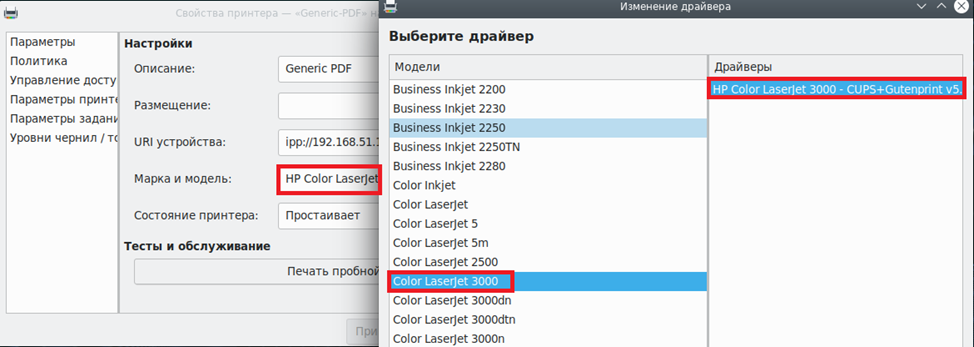 Свойства принтера — «Generic-PDF» н
Параметры
Политика
Управление досту
Параметры принт
Параметры задани
Уровни чернил / то
Настройки
Описание:
Generic PDF
Размещение:
URI устройства:
ipp://192.168.51.1
Марка и модель:
HP Color LaserJet
Состояние принтера:
Простаивает
Тесты и обслуживание
Печать пробной
При
Изменение драйвера
Выберите драйвер
Модели
Business Inkjet 2200
Business Inkjet 2230
Business Inkjet 2250
Business Inkjet 2250TN
Business Inkjet 2280
Color Inkjet
Color LaserJet
Color LaserJet 5
Color LaserJet 5m
Color LaserJet 2500
Color LaserJet 3000
Color LaserJet 3000dn
Color LaserJet 3000dtn
Color LaserJet 3000n
Драйверы
HP Color LaserJet 3000 - CUPS+Gutenprint v5.